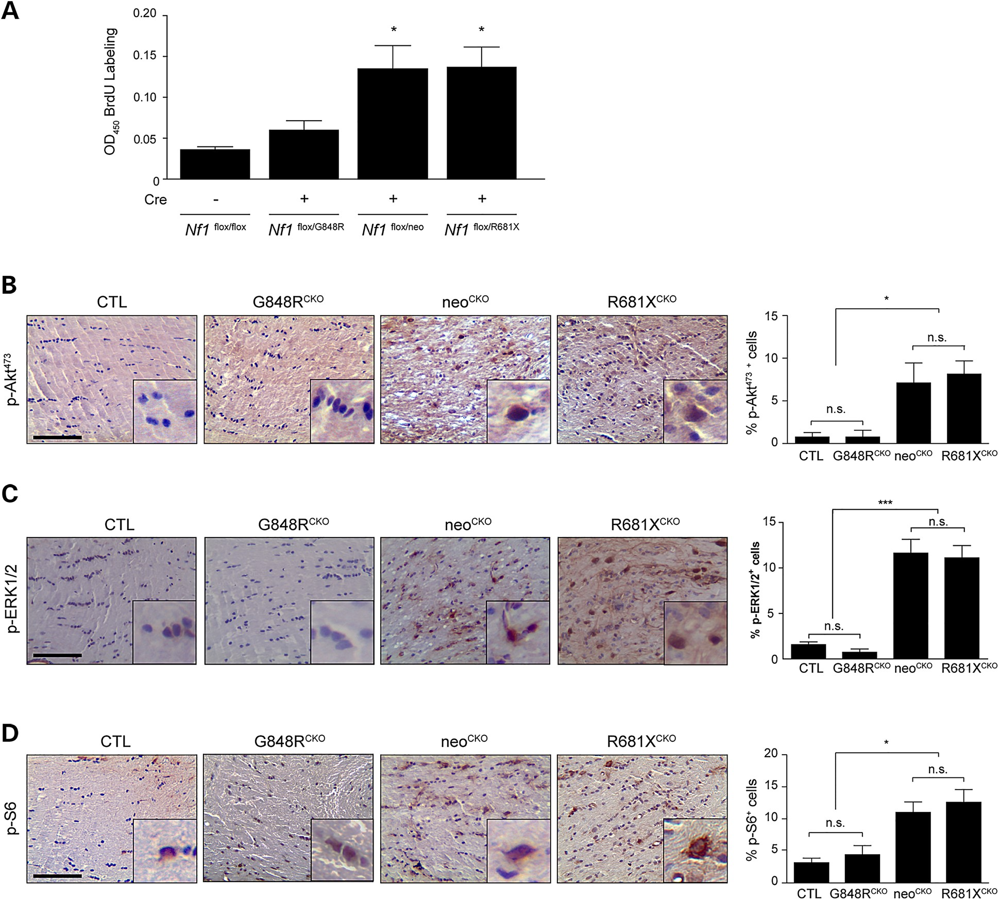 A
OD450 BrdU Labeling
0.20
0.15
0.10
0.05
0
* *
Cre - + + +
Nf1 flox/flox Nf1 flox/G848R Nf1 flox/neo Nf1 flox/R681X
B
CTL G848RCKO neoCKO R681XCKO
p-Akt473
% p-Akt473 + cells
15
10
5
0
*
n.s.
n.s.
CTL G848RCKO neoCKO R681XCKO
C
CTL G848RCKO neoCKO R681XCKO
p-ERK1/2
% p-ERK1/2+ cells
15
10
5
0
***
n.s.
n.s.
CTL G848RCKO neoCKO R681XCKO
D
CTL G848RCKO neoCKO R681XCKO
p-S6
% p-S6+ cells
20
15
10
5
0
*
n.s.
n.s.
CTL G848RCKO neoCKO R681XCKO